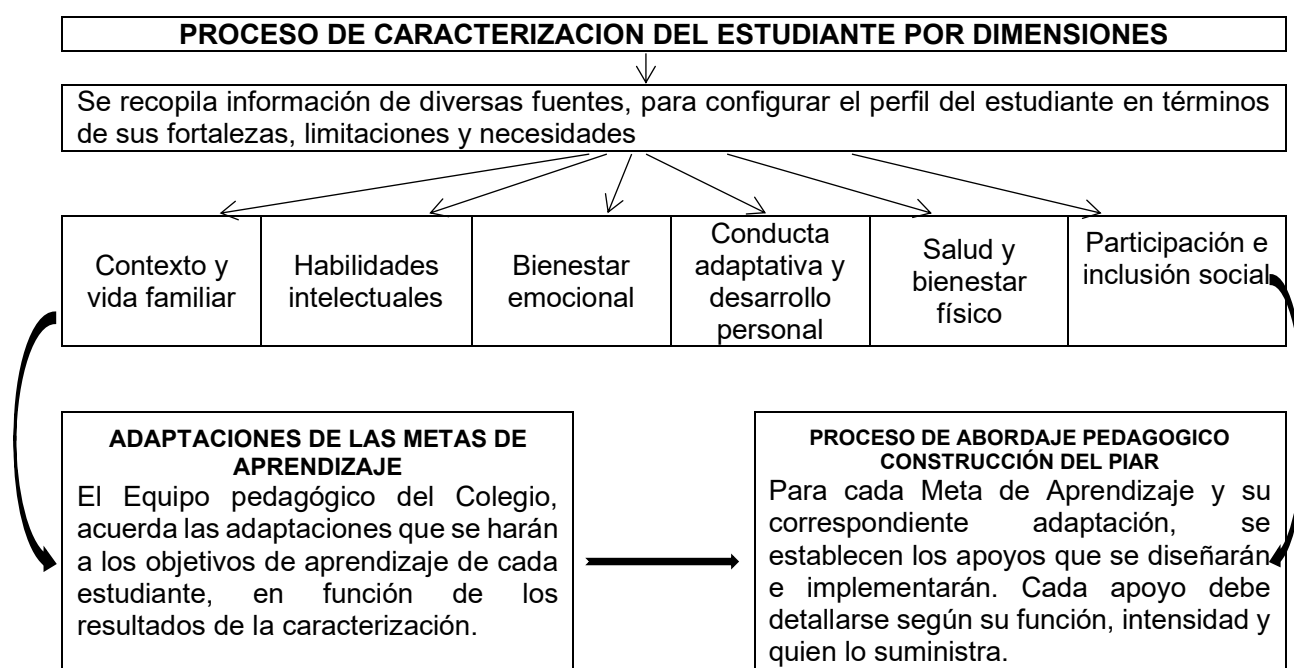 PROCESO DE CARACTERIZACION DEL ESTUDIANTE POR DIMENSIONES
Se recopila información de diversas fuentes, para configurar el perfil del estudiante en términos
de sus fortalezas, limitaciones y necesidades
Contexto y
vida familiar
Habilidades
intelectuales
Bienestar
emocional
Conducta
adaptativa y
desarrollo
personal
Salud y
bienestar
físico
Participación e
inclusión social
ADAPTACIONES DE LAS METAS DE
APRENDIZAJE
El Equipo pedagógico del Colegio,
acuerda las adaptaciones que se harán
a los objetivos de aprendizaje de cada
estudiante, en función de los
resultados de la caracterización.
PROCESO DE ABORDAJE PEDAGOGICO
CONSTRUCCIÓN DEL PIAR
Para cada Meta de Aprendizaje y su
correspondiente adaptación, se
establecen los apoyos que se diseñarán
e implementarán. Cada apoyo debe
detallarse según su función, intensidad y
quien lo suministra.